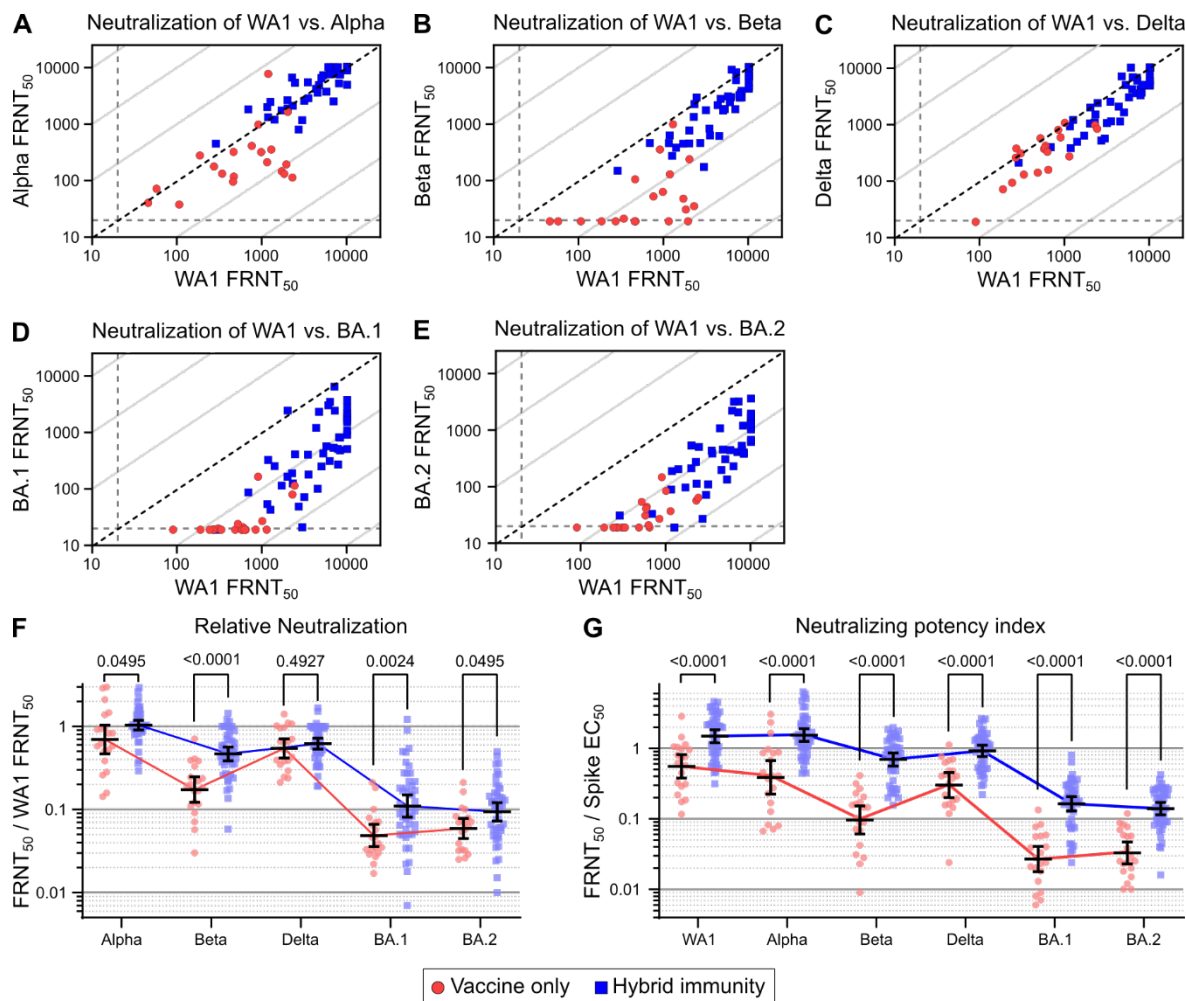 A
Neutralization of WA1 vs. Alpha
Alpha FRNT50
10000
1000
100
10
10
100
1000
10000
WA1 FRNT50
B
Neutralization of WA1 vs. Beta
Beta FRNT50
10000
1000
100
10
10
100
1000
10000
WA1 FRNT50
C
Neutralization of WA1 vs. Delta
Delta FRNT50
10000
1000
100
10
10
100
1000
10000
WA1 FRNT50
D
Neutralization of WA1 vs. BA.1
BA.1 FRNT50
10000
1000
100
10
10
100
1000
10000
WA1 FRNT50
E
Neutralization of WA1 vs. BA.2
BA.2 FRNT50
10000
1000
100
10
10
100
1000
10000
WA1 FRNT50
F
Relative Neutralization
0.0495
<0.0001
0.4927
0.0024
0.0495
FRNT50 / WA1 FRNT50
1
0.1
0.01
Alpha
Beta
Delta
BA.1
BA.2
G
Neutralizing potency index
<0.0001
<0.0001
<0.0001
<0.0001
<0.0001
<0.0001
FRNT50 / Spike EC50
1
0.1
0.01
WA1
Alpha
Beta
Delta
BA.1
BA.2
Vaccine only
Hybrid immunity